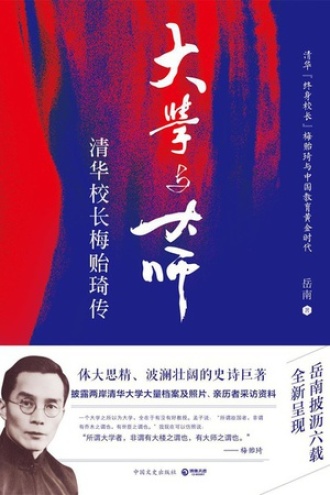 清华「终身校长」梅贻琦与中国教育黄金时代
岳南 著
大学与大师
清华校长梅贻琦传
体大思精、波澜壮阔的史诗巨著
披露两岸清华大学大量档案及照片、亲历者采访资料
“所谓大学者，非谓有大楼之谓也，有大师之谓也。”
—— 梅贻琦
岳南披沥六载
全新呈现
中国文史出版社